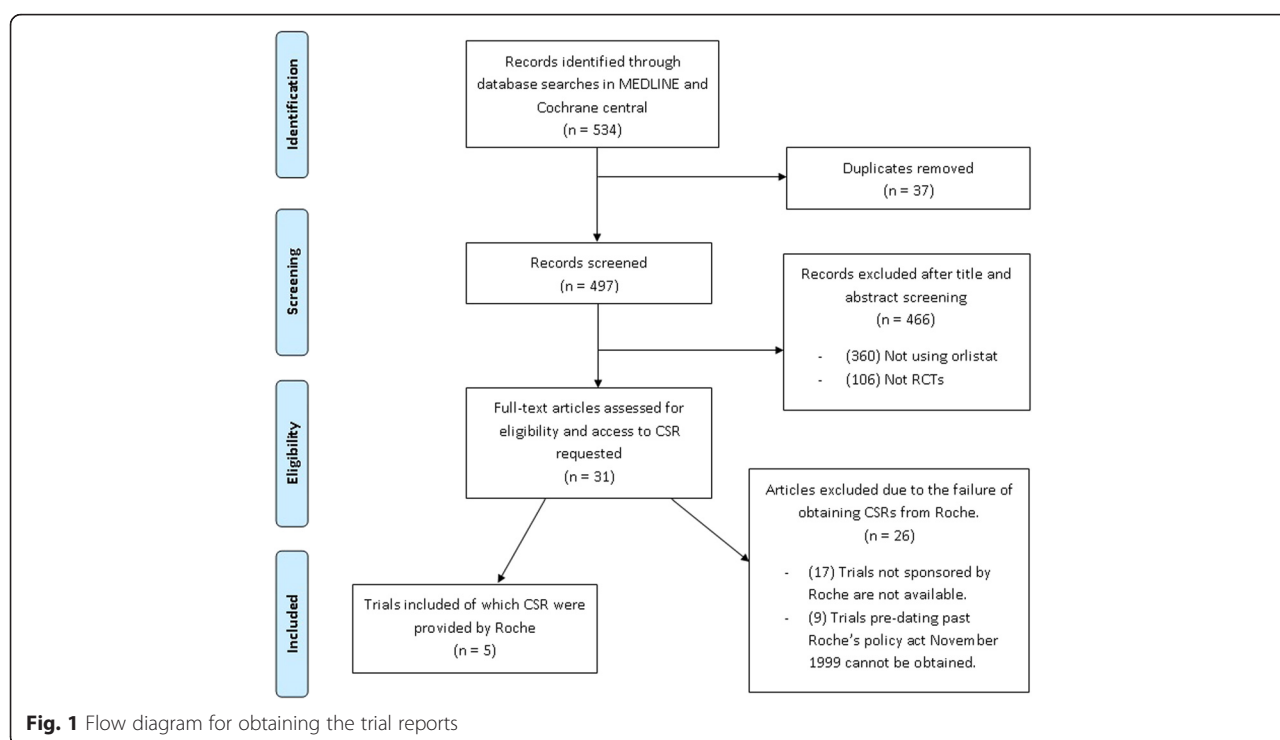 Identification
Records identified through
database searches in MEDLINE and
Cochrane central
(n = 534)
Duplicates removed
(n = 37)
Screening
Records screened
(n = 497)
Records excluded after title and
abstract screening
(n = 466)
- (360) Not using orlistat
- (106) Not RCTs
Eligibility
Full-text articles assessed for
eligibility and access to CSR
requested
(n = 31)
Articles excluded due to the failure of
obtaining CSRs from Roche.
(n = 26)
- (17) Trials not sponsored by
Roche are not available.
- (9) Trials pre-dating past
Roche's policy act November
1999 cannot be obtained.
Included
Trials included of which CSR were
provided by Roche
(n = 5)
Fig. 1 Flow diagram for obtaining the trial reports